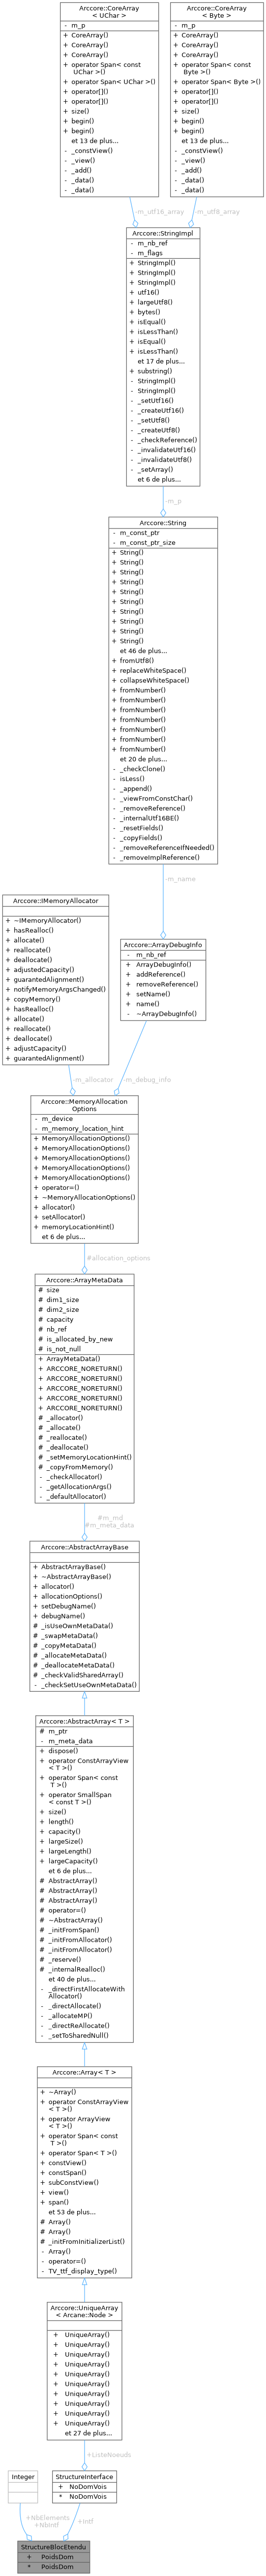 Arccore::CoreArray
< UChar >
- m_p
+ CoreArray()
+ CoreArray()
+ CoreArray()
+ operator Span< const
UChar >()
+ operator Span< UChar >()
+ operator[]()
+ operator[]()
+ size()
+ begin()
+ begin()
et 13 de plus...
- _constView()
- _view()
- _add()
- _data()
- _data()
Arccore::CoreArray
< Byte >
- m_p
+ CoreArray()
+ CoreArray()
+ CoreArray()
+ operator Span< const
Byte >()
+ operator Span< Byte >()
+ operator[]()
+ operator[]()
+ size()
+ begin()
+ begin()
et 13 de plus...
- _constView()
- _view()
- _add()
- _data()
- _data()
-m_utf16_array
-m_utf8_array
Arccore::StringImpl
- m_nb_ref
- m_flags
+ StringImpl()
+ StringImpl()
+ StringImpl()
+ utf16()
+ largeUtf8()
+ bytes()
+ isEqual()
+ isLessThan()
+ isEqual()
+ isLessThan()
et 17 de plus...
+ substring()
- StringImpl()
- StringImpl()
- _setUtf16()
- _createUtf16()
- _setUtf8()
- _createUtf8()
- _checkReference()
- _invalidateUtf16()
- _invalidateUtf8()
- _setArray()
et 6 de plus...
-m_p
Arccore::String
- m_const_ptr
- m_const_ptr_size
+ String()
+ String()
+ String()
+ String()
+ String()
+ String()
+ String()
+ String()
+ String()
+ String()
et 46 de plus...
+ fromUtf8()
+ replaceWhiteSpace()
+ collapseWhiteSpace()
+ fromNumber()
+ fromNumber()
+ fromNumber()
+ fromNumber()
+ fromNumber()
+ fromNumber()
+ fromNumber()
et 20 de plus...
- _checkClone()
- isLess()
- _append()
- _viewFromConstChar()
- _removeReference()
- _internalUtf16BE()
- _resetFields()
- _copyFields()
- _removeReferenceIfNeeded()
- _removeImplReference()
-m_name
Arccore::IMemoryAllocator
+ ~IMemoryAllocator()
+ hasRealloc()
+ allocate()
+ reallocate()
+ deallocate()
+ adjustedCapacity()
+ guarantedAlignment()
+ notifyMemoryArgsChanged()
+ copyMemory()
+ hasRealloc()
+ allocate()
+ reallocate()
+ deallocate()
+ adjustCapacity()
+ guarantedAlignment()
Arccore::ArrayDebugInfo
- m_nb_ref
+ ArrayDebugInfo()
+ addReference()
+ removeReference()
+ setName()
+ name()
- ~ArrayDebugInfo()
-m_allocator
-m_debug_info
Arccore::MemoryAllocation
Options
- m_device
- m_memory_location_hint
+ MemoryAllocationOptions()
+ MemoryAllocationOptions()
+ MemoryAllocationOptions()
+ MemoryAllocationOptions()
+ MemoryAllocationOptions()
+ operator=()
+ ~MemoryAllocationOptions()
+ allocator()
+ setAllocator()
+ memoryLocationHint()
et 6 de plus...
#allocation_options
Arccore::ArrayMetaData
# size
# dim1_size
# dim2_size
# capacity
# nb_ref
# is_allocated_by_new
# is_not_null
+ ArrayMetaData()
+ ARCCORE_NORETURN()
+ ARCCORE_NORETURN()
+ ARCCORE_NORETURN()
+ ARCCORE_NORETURN()
+ ARCCORE_NORETURN()
# _allocator()
# _allocate()
# _reallocate()
# _deallocate()
# _setMemoryLocationHint()
# _copyFromMemory()
- _checkAllocator()
- _getAllocationArgs()
- _defaultAllocator()
#m_md
#m_meta_data
Arccore::AbstractArrayBase
+ AbstractArrayBase()
+ ~AbstractArrayBase()
+ allocator()
+ allocationOptions()
+ setDebugName()
+ debugName()
# _isUseOwnMetaData()
# _swapMetaData()
# _copyMetaData()
# _allocateMetaData()
# _deallocateMetaData()
# _checkValidSharedArray()
- _checkSetUseOwnMetaData()
Arccore::AbstractArray< T >
# m_ptr
- m_meta_data
+ dispose()
+ operator ConstArrayView
< T >()
+ operator Span< const
T >()
+ operator SmallSpan
< const T >()
+ size()
+ length()
+ capacity()
+ largeSize()
+ largeLength()
+ largeCapacity()
et 6 de plus...
# AbstractArray()
# AbstractArray()
# AbstractArray()
# operator=()
# ~AbstractArray()
# _initFromSpan()
# _initFromAllocator()
# _initFromAllocator()
# _reserve()
# _internalRealloc()
et 40 de plus...
- _directFirstAllocateWith
Allocator()
- _directAllocate()
- _allocateMP()
- _directReAllocate()
- _setToSharedNull()
Arccore::Array< T >
+ ~Array()
+ operator ConstArrayView
< T >()
+ operator ArrayView
< T >()
+ operator Span< const
T >()
+ operator Span< T >()
+ constView()
+ constSpan()
+ subConstView()
+ view()
+ span()
et 53 de plus...
# Array()
# Array()
# _initFromInitializerList()
- Array()
- operator=()
- TV_ttf_display_type()
Arccore::UniqueArray
< Arcane::Node >
+ UniqueArray()
+ UniqueArray()
+ UniqueArray()
+ UniqueArray()
+ UniqueArray()
+ UniqueArray()
+ UniqueArray()
+ UniqueArray()
+ UniqueArray()
+ UniqueArray()
et 27 de plus...
+ListeNoeuds
Integer
StructureInterface
+ NoDomVois
* NoDomVois
+NbElements
+NbIntf
+Intf
StructureBlocEtendu
+ PoidsDom
* PoidsDom